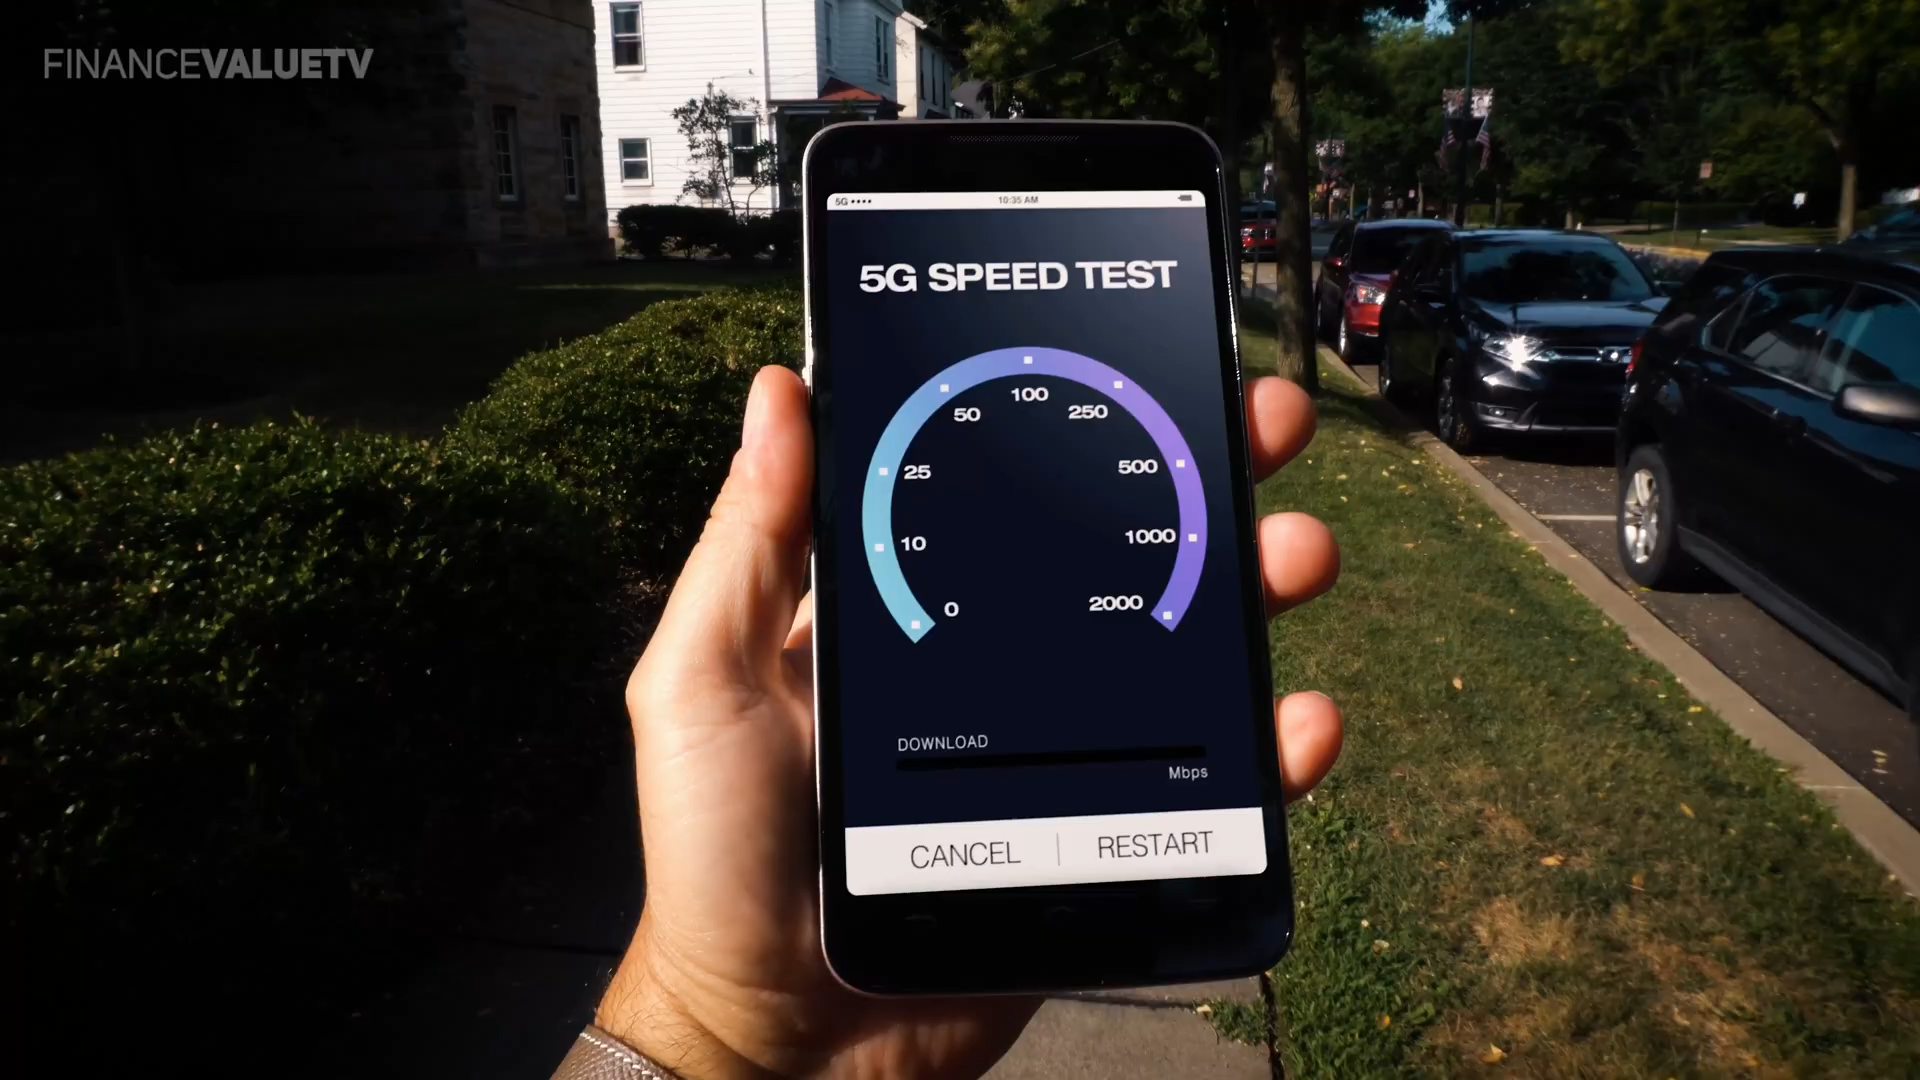 FINANCEVALUETV
5G
10:35 AM
5G SPEED TEST
0
10
25
50
100
250
500
1000
2000
DOWNLOAD
Mbps
CANCEL
RESTART